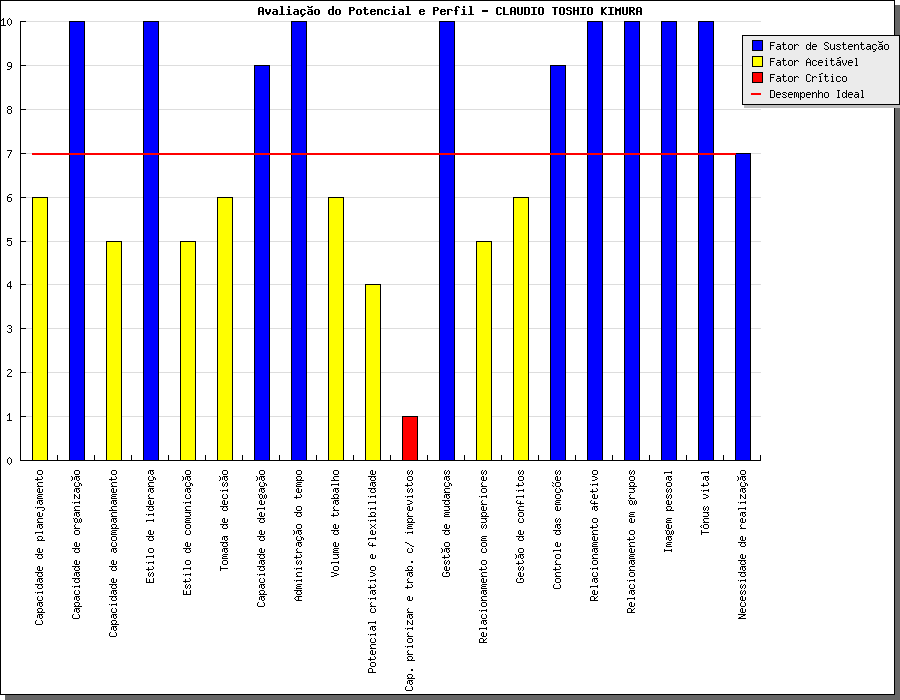 Avaliação do Potencial e Perfil - CLAUDIO TOSHIO KIMURA
Fator de Sustentação
Fator Aceitável
Fator Crítico
Desempenho Ideal
10
9
8
7
6
5
4
3
2
1
0
Capacidade de planejamento
Capacidade de organização
Capacidade de acompanhamento
Estilo de liderança
Estilo de comunicação
Tomada de decisão
Capacidade de delegação
Administração do tempo
Volume de trabalho
Potencial criativo e flexibilidade
Cap. priorizar e trab. c/ imprevistos
Gestão de mudanças
Relacionamento com superiores
Gestão de conflitos
Controle das emoções
Relacionamento afetivo
Relacionamento em grupos
Imagem pessoal
Tônus vital
Necessidade de realização